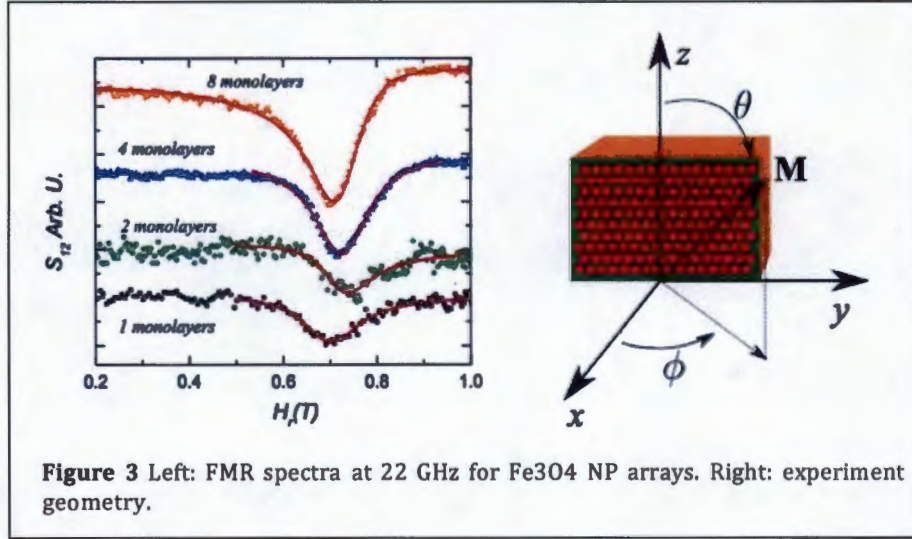 8 monolayers
4 monolayers
2 monolayers
1 monolayers
S12 Arb. U.
0.2 0.4 0.6 0.8 1.0
Hr(T)
z
θ
M
y
ϕ
x
Figure 3 Left: FMR spectra at 22 GHz for Fe3O4 NP arrays. Right: experiment
geometry.